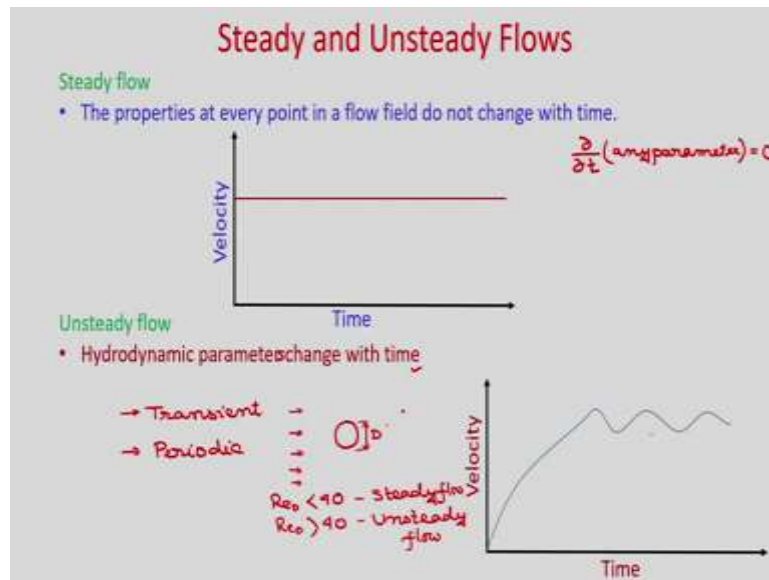 Steady and Unsteady Flows
Steady flow
• The properties at every point in a flow field do not change with time.
∂/∂t (any parameter) = 0
Velocity
Time
Unsteady flow
• Hydrodynamic parameters change with time
→ Transient
→ Periodic
D
Re_D < 40 - Steady flow
Re_D > 40 - Unsteady
flow
Velocity
Time